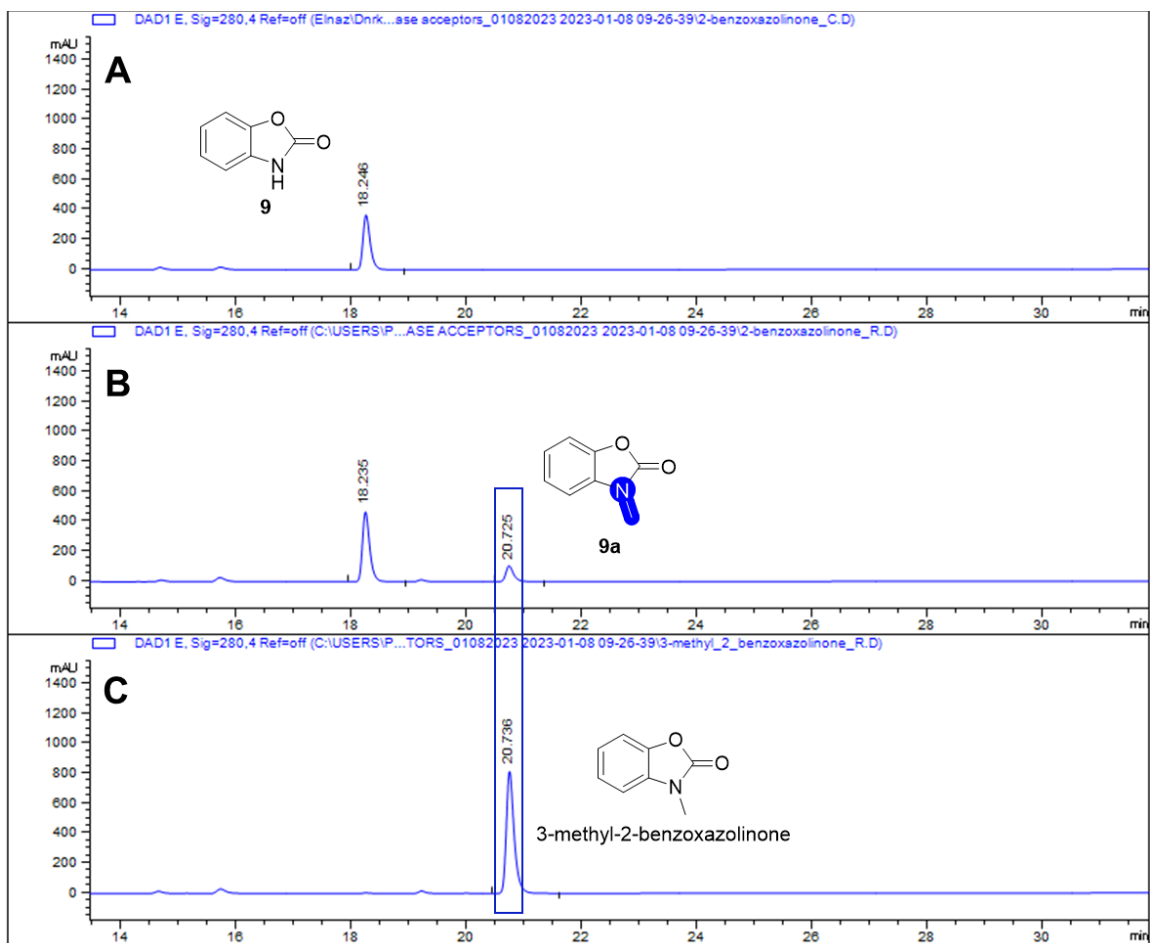 DAD1 E, Sig=280,4 Ref=off (Elnaz\Dnrk...ase acceptors_01082023 2023-01-08 09-26-39\2-benzoxazolinone_C.D)
mAU
A
1400
1200
1000
800
600
400
200
0
O
O
N
H
9
18.246
14 16 18 20 22 24 26 28 30 min
DAD1 E, Sig=280,4 Ref=off (C:\USERS\P...ASE ACCEPTORS_01082023 2023-01-08 09-26-39\2-benzoxazolinone_R.D)
mAU
B
1400
1200
1000
800
600
400
200
0
18.235
20.725
O
O
N
9a
14 16 18 20 22 24 26 28 30 min
DAD1 E, Sig=280,4 Ref=off (C:\USERS\P...TORS_01082023 2023-01-08 09-26-39\3-methyl_2_benzoxazolinone_R.D)
mAU
C
1400
1200
1000
800
600
400
200
0
20.736
O
O
N
3-methyl-2-benzoxazolinone
14 16 18 20 22 24 26 28 30 min